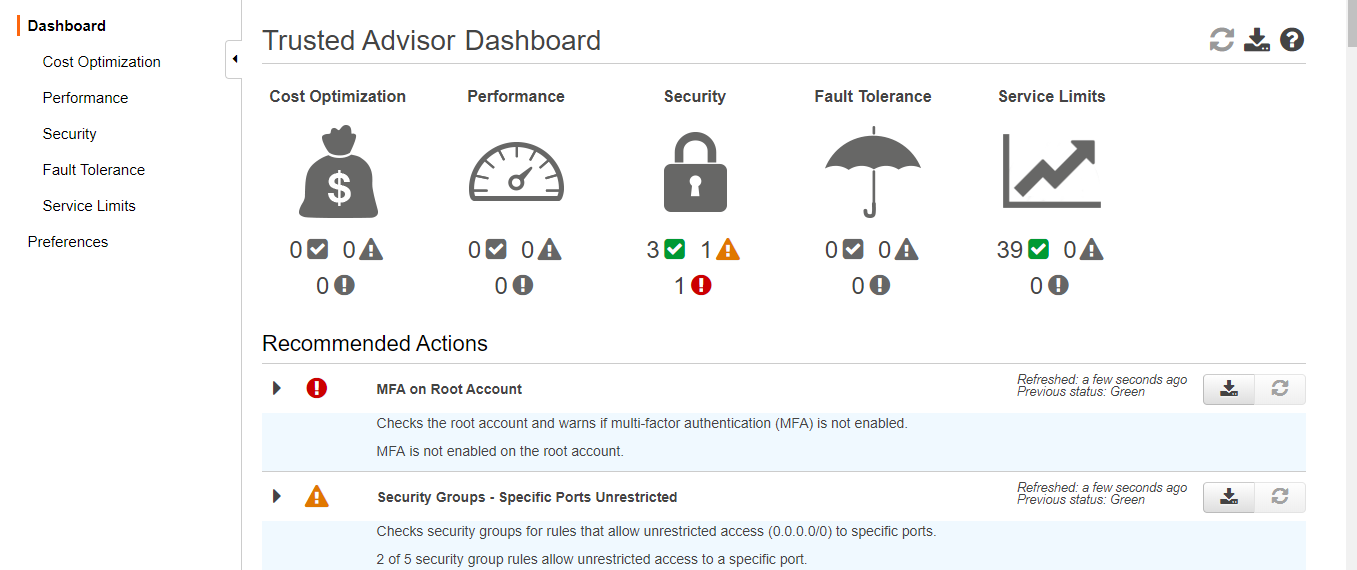 Dashboard
Cost Optimization
Performance
Security
Fault Tolerance
Service Limits
Preferences
Trusted Advisor Dashboard
Cost Optimization Performance Security Fault Tolerance Service Limits
$
0 0 0 0 3 1 0 0 39 0
0 0 1 0 0
Recommended Actions
MFA on Root Account
Refreshed: a few seconds ago
Previous status: Green
Checks the root account and warns if multi-factor authentication (MFA) is not enabled.
MFA is not enabled on the root account.
Security Groups - Specific Ports Unrestricted
Refreshed: a few seconds ago
Previous status: Green
Checks security groups for rules that allow unrestricted access (0.0.0.0/0) to specific ports.
2 of 5 security group rules allow unrestricted access to a specific port.